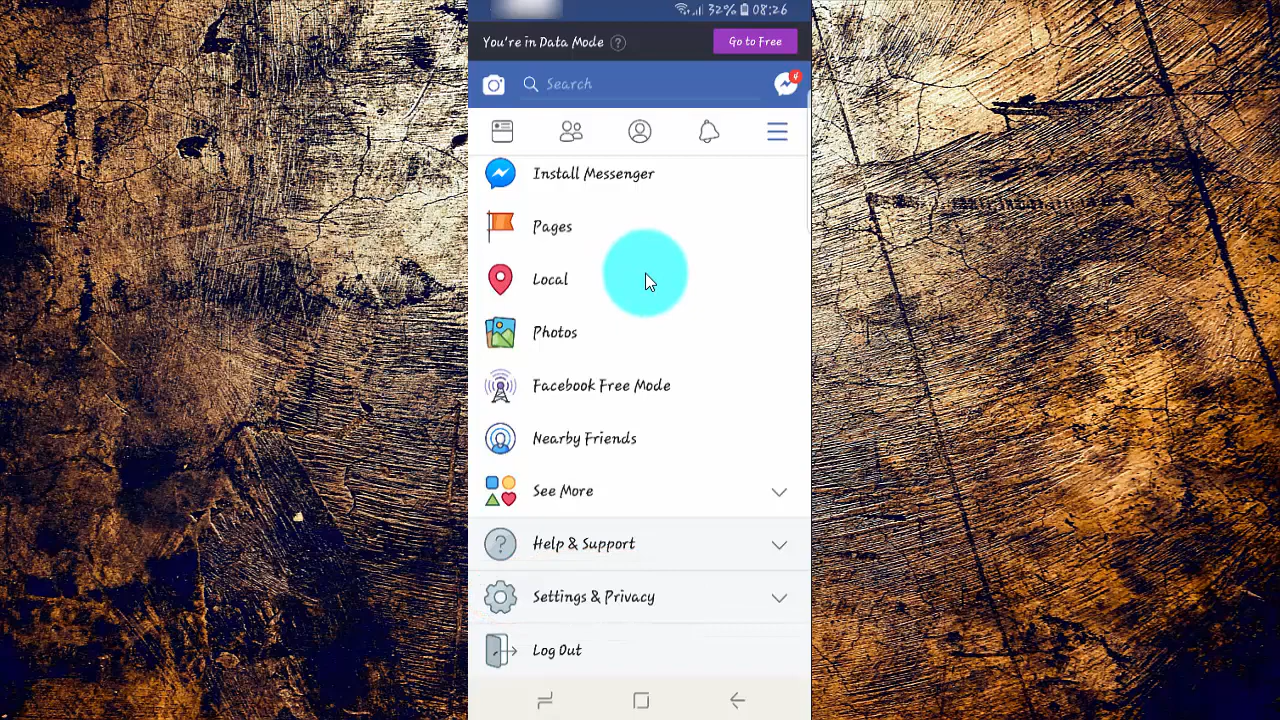 32% 08:26
You're in Data Mode ? Go to Free
Search 4
Install Messenger
Pages
Local
Photos
Facebook Free Mode
Nearby Friends
See More
? Help & Support
Settings & Privacy
Log Out